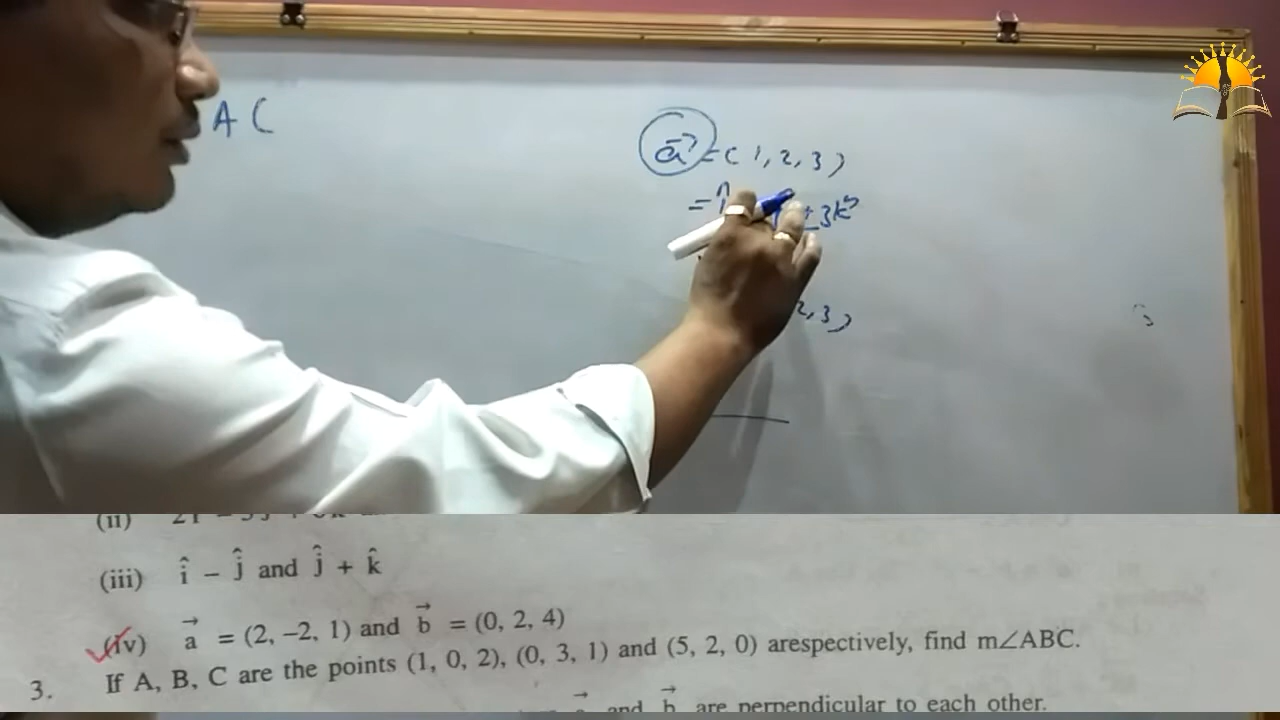 A C
a⃗ = (1, 2, 3)
= î + 3k
2, 3)
(ii)
(iii) î – ĵ and ĵ + k̂
(iv) a⃗ = (2, –2, 1) and b⃗ = (0, 2, 4)
3. If A, B, C are the points (1, 0, 2), (0, 3, 1) and (5, 2, 0) arespectively, find m∠ABC.
a⃗ and b⃗ are perpendicular to each other.